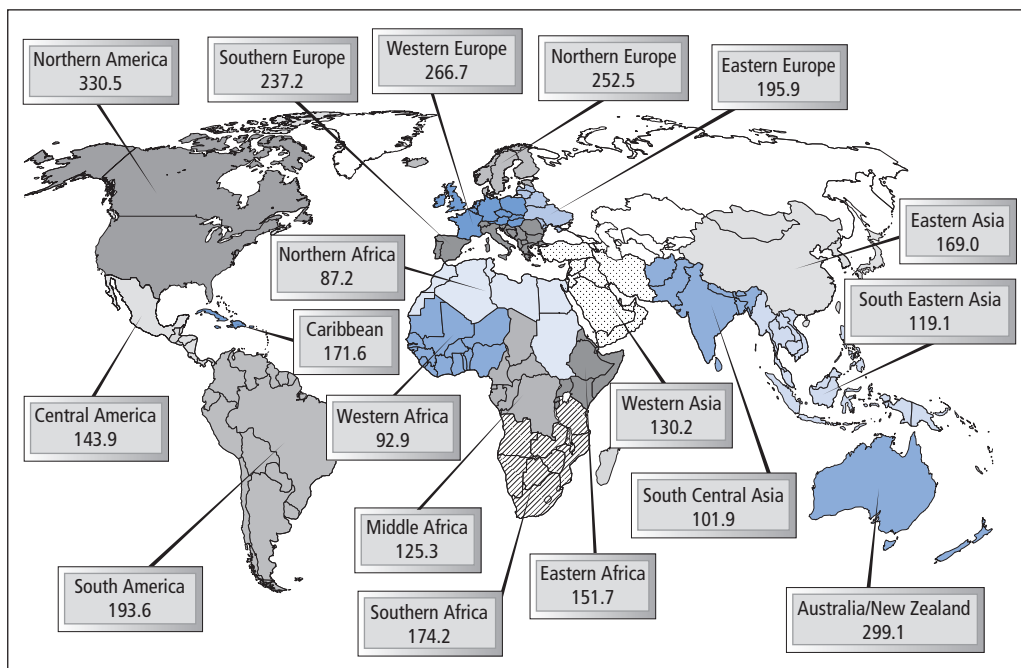 Northern America
330.5
Southern Europe
237.2
Western Europe
266.7
Northern Europe
252.5
Eastern Europe
195.9
Northern Africa
87.2
Eastern Asia
169.0
South Eastern Asia
119.1
Caribbean
171.6
Central America
143.9
Western Africa
92.9
Western Asia
130.2
South Central Asia
101.9
Middle Africa
125.3
South America
193.6
Southern Africa
174.2
Eastern Africa
151.7
Australia/New Zealand
299.1